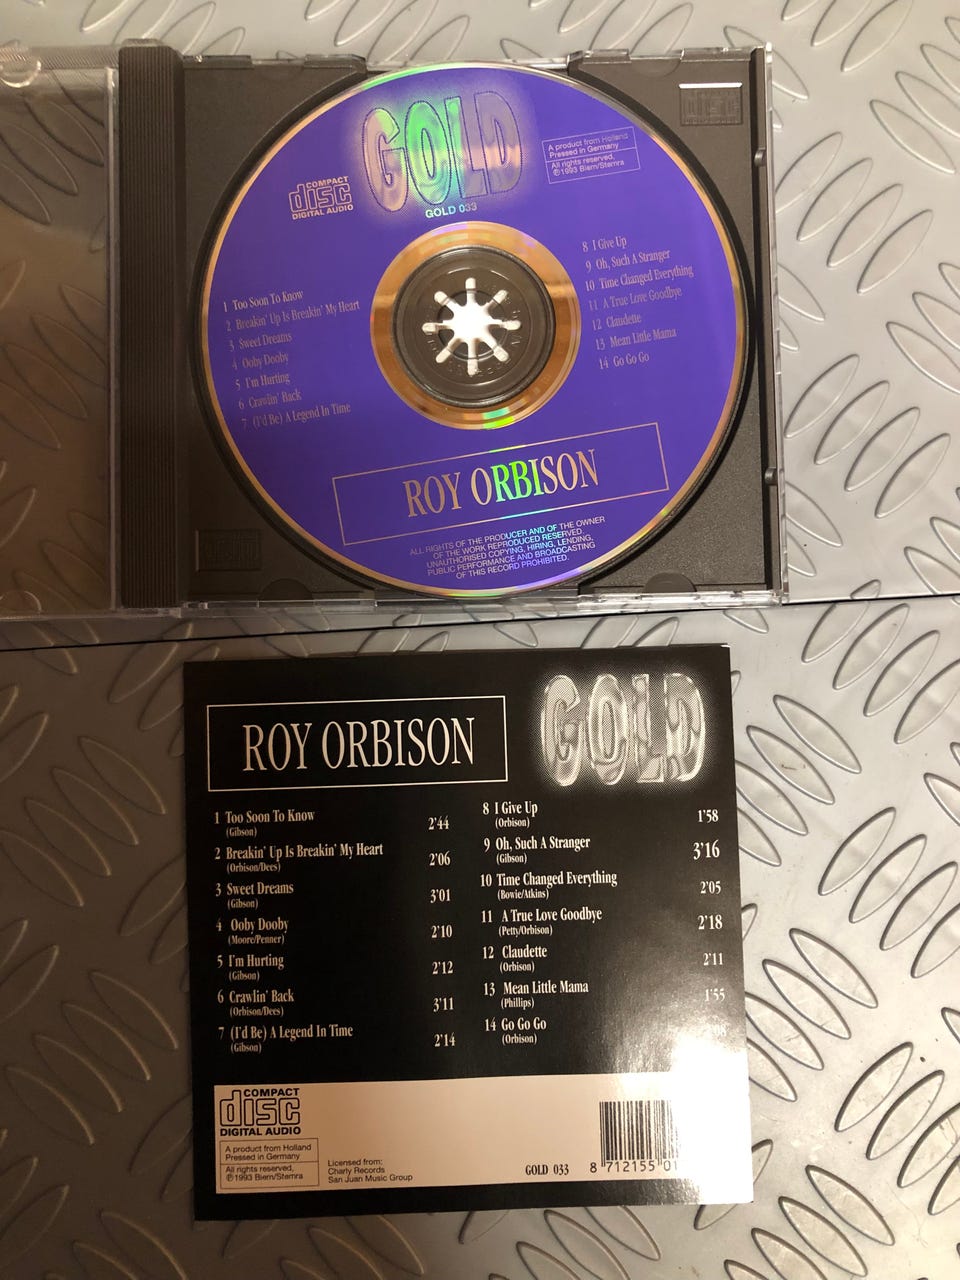 GOLD
COMPACT
disc
DIGITAL AUDIO
GOLD 033
A product from Holland
Pressed in Germany
All rights reserved,
℗1993 Biem/Stemra
1 Too Soon To Know
2 Breakin' Up Is Breakin' My Heart
3 Sweet Dreams
4 Ooby Dooby
5 I'm Hurting
6 Crawlin' Back
7 (I'd Be) A Legend In Time
8 I Give Up
9 Oh, Such A Stranger
10 Time Changed Everything
11 A True Love Goodbye
12 Claudette
13 Mean Little Mama
14 Go Go Go
ROY ORBISON
ALL RIGHTS OF THE PRODUCER AND OF THE OWNER
OF THE WORK REPRODUCED RESERVED.
UNAUTHORISED COPYING, HIRING, LENDING,
PUBLIC PERFORMANCE AND BROADCASTING
OF THIS RECORD PROHIBITED.
ROY ORBISON
GOLD
1 Too Soon To Know 2'44
(Gibson)
2 Breakin' Up Is Breakin' My Heart 2'06
(Orbison/Dees)
3 Sweet Dreams 3'01
(Gibson)
4 Ooby Dooby 2'10
(Moore/Penner)
5 I'm Hurting 2'12
(Gibson)
6 Crawlin' Back 3'11
(Orbison/Dees)
7 (I'd Be) A Legend In Time 2'14
(Gibson)
8 I Give Up 1'58
(Orbison)
9 Oh, Such A Stranger 3'16
(Gibson)
10 Time Changed Everything 2'05
(Bowie/Atkins)
11 A True Love Goodbye 2'18
(Petty/Orbison)
12 Claudette 2'11
(Orbison)
13 Mean Little Mama 1'55
(Phillips)
14 Go Go Go
(Orbison)
COMPACT
disc
DIGITAL AUDIO
A product from Holland
Pressed in Germany
All rights reserved,
℗1993 Biem/Stemra
Licensed from:
Charly Records
San Juan Music Group
GOLD 033
8 712155 01